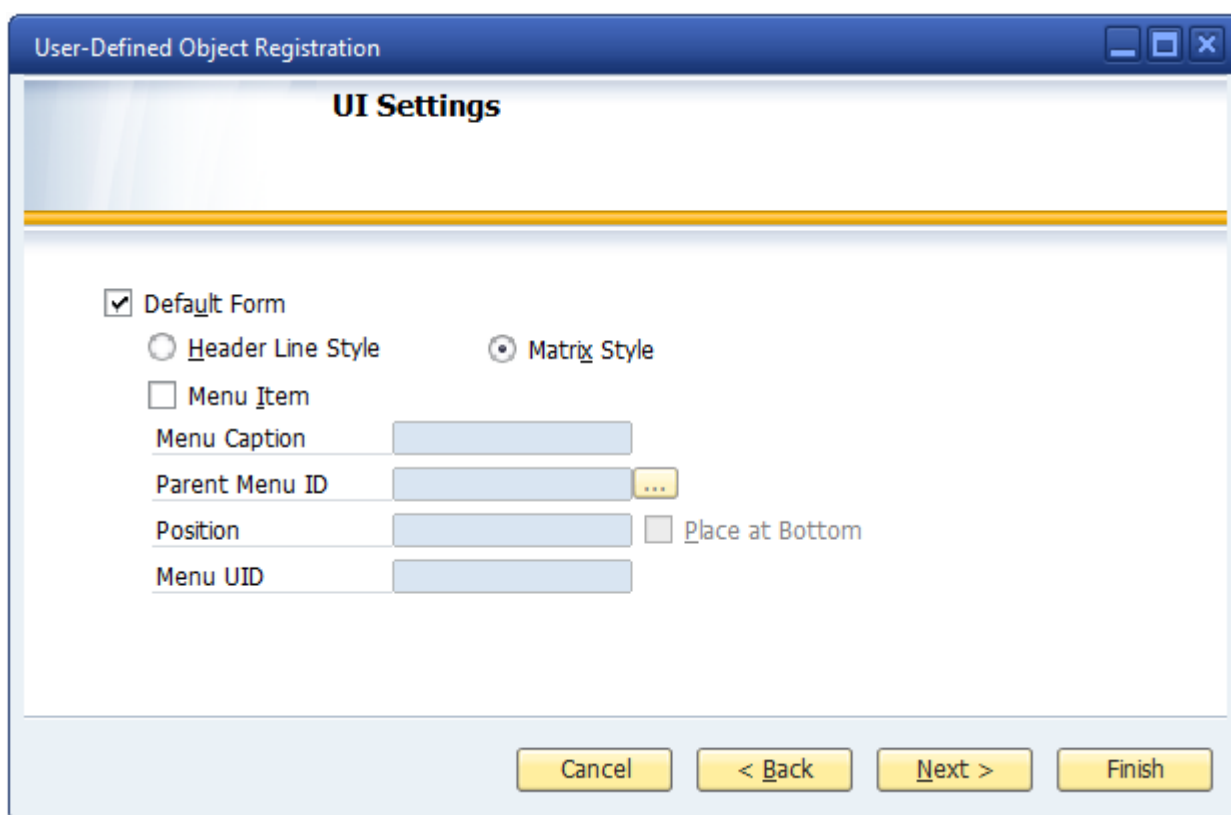 User-Defined Object Registration
UI Settings
Default Form
Header Line Style Matrix Style
Menu Item
Menu Caption
Parent Menu ID ...
Position Place at Bottom
Menu UID
Cancel < Back Next > Finish